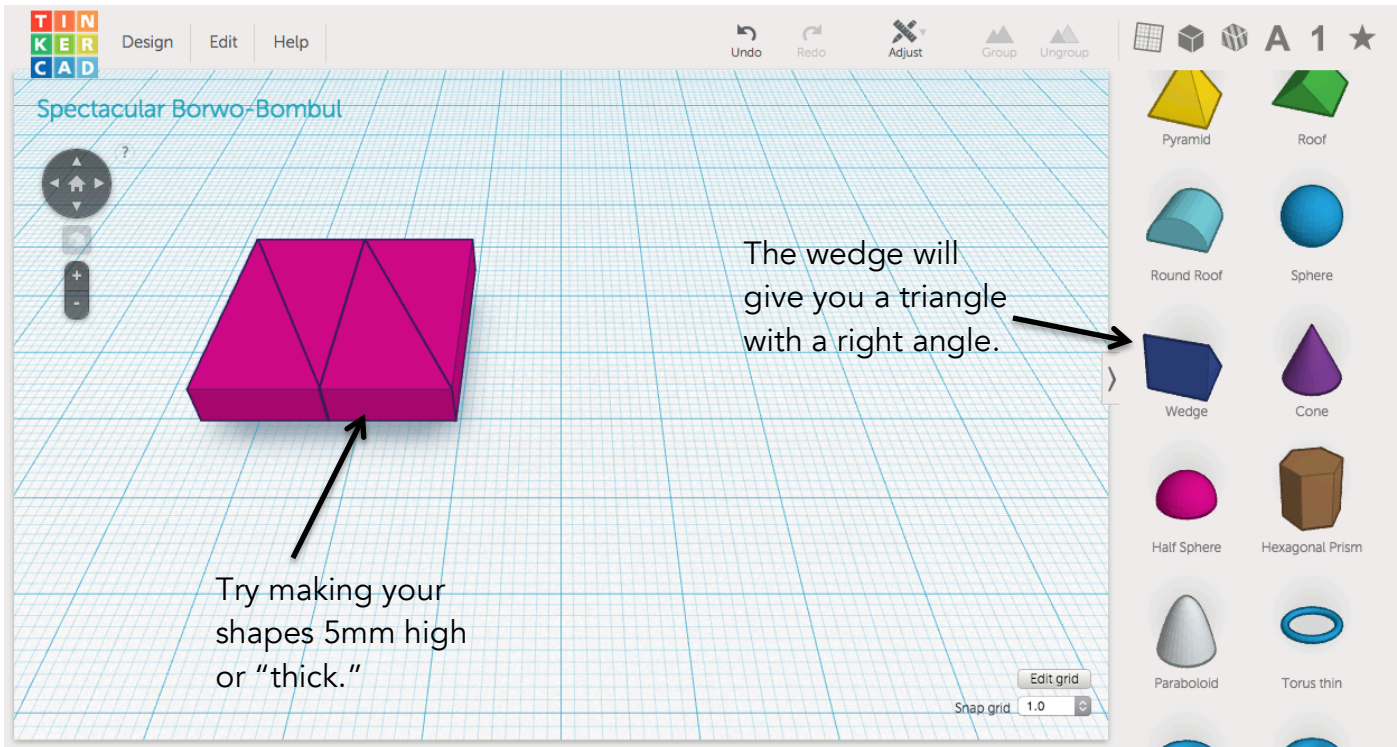 TIN
KER
CAD
Design Edit Help
Undo Redo Adjust Group Ungroup
A 1
Spectacular Borwo-Bombul
?
+
-
Pyramid Roof
Round Roof Sphere
The wedge will
give you a triangle
with a right angle.
Wedge Cone
Half Sphere Hexagonal Prism
Try making your
shapes 5mm high
or “thick.”
Paraboloid Torus thin
Edit grid
Snap grid 1.0